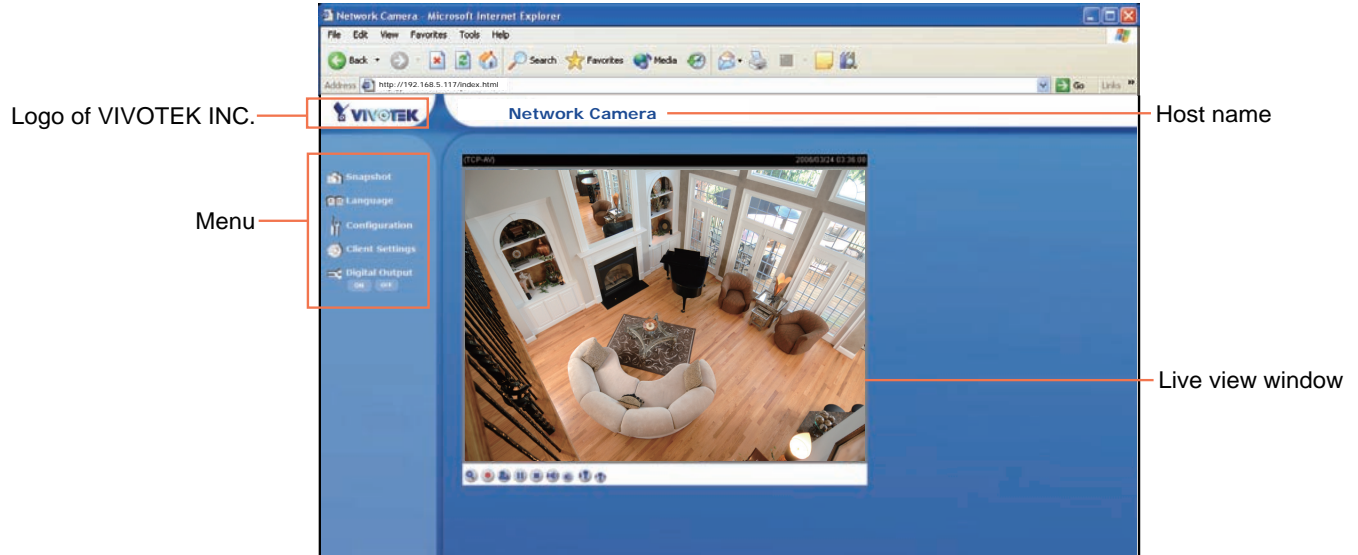 Network Camera - Microsoft Internet Explorer
File Edit View Favorites Tools Help
Back Search Favorites Media
Address http://192.168.5.117/index.html Go Links
Logo of VIVOTEK INC.
VIVOTEK
Network Camera
Host name
(TCP-AV) 2006/03/24 03:36:08
Menu
Snapshot
Language
Configuration
Client Settings
Digital Output
ON OFF
Live view window